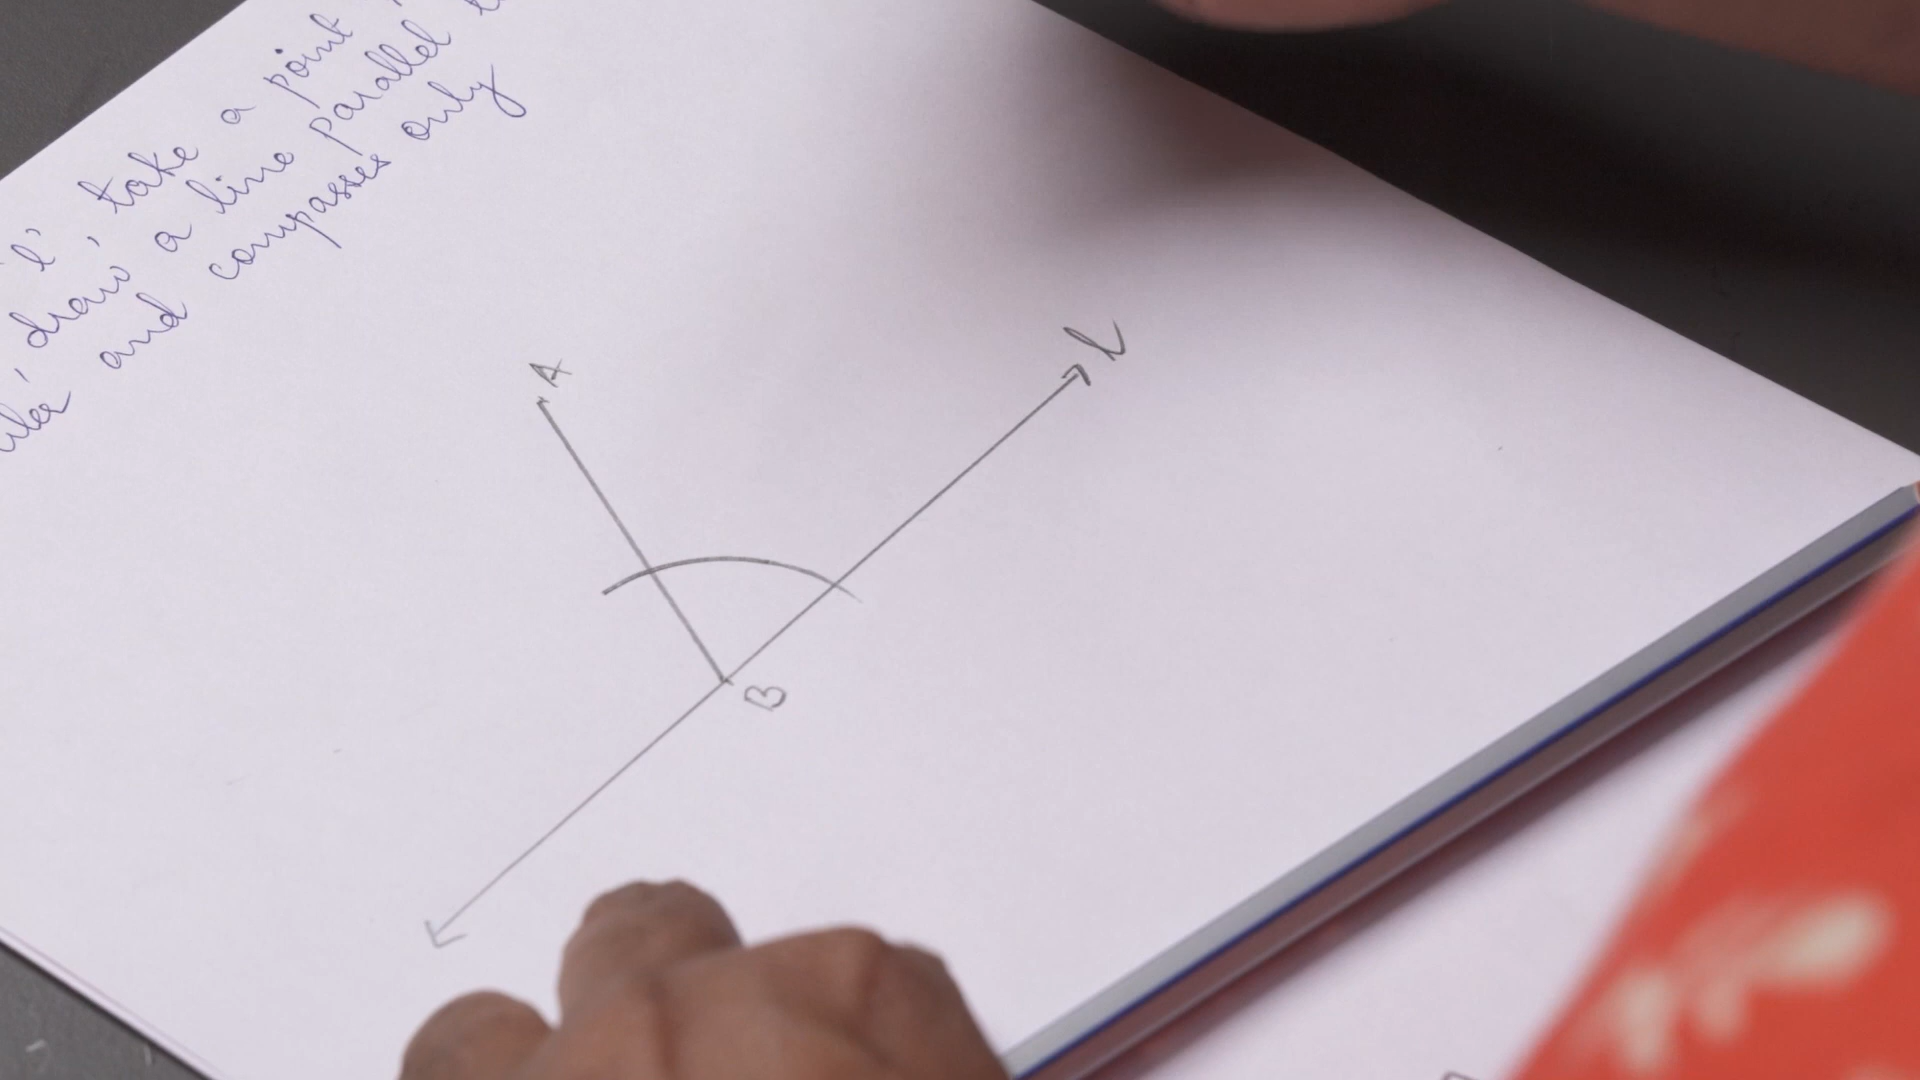 'l', take a point
draw a line parallel
and compasses only
A
l
B